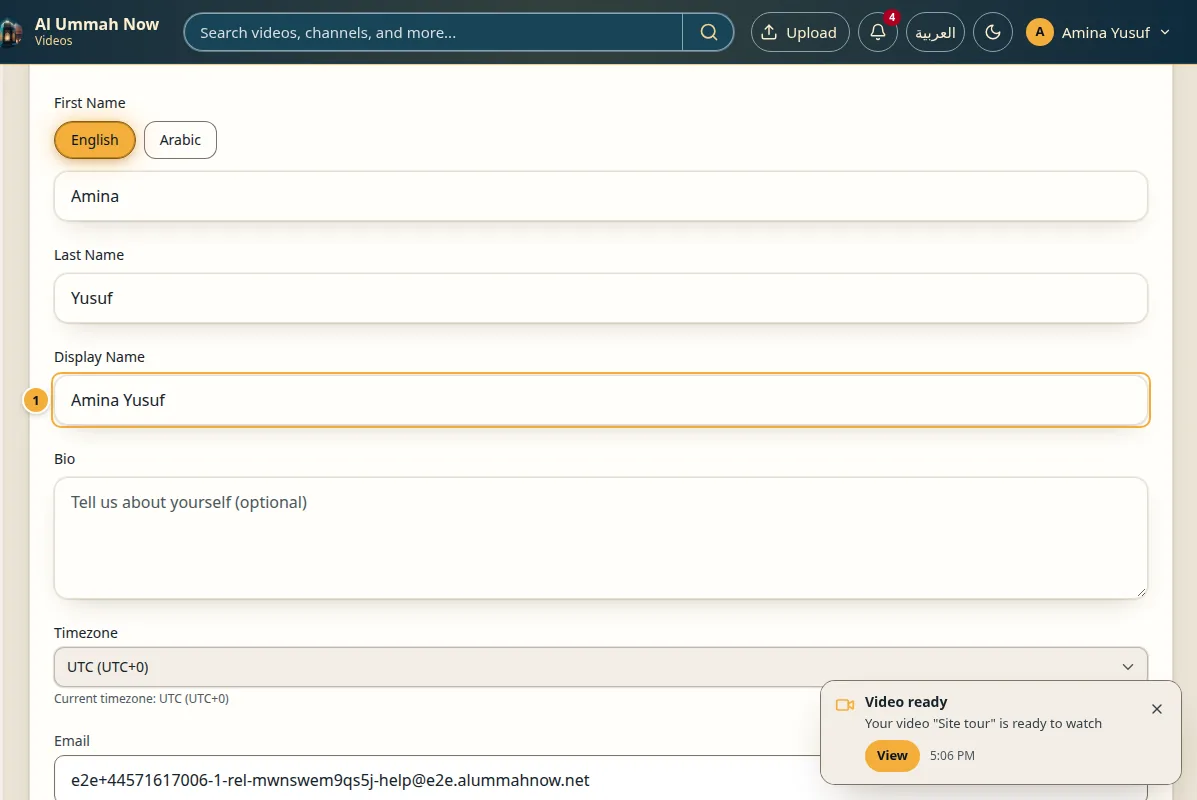 Al Ummah Now
Videos
Search videos, channels, and more...
Upload
4
العربية
A
Amina Yusuf
First Name
English
Arabic
Amina
Last Name
Yusuf
Display Name
1
Amina Yusuf
Bio
Tell us about yourself (optional)
Timezone
UTC (UTC+0)
Current timezone: UTC (UTC+0)
Email
e2e+44571617006-1-rel-mwnswem9qs5j-help@e2e.alummahnow.net
Video ready
Your video "Site tour" is ready to watch
View
5:06 PM